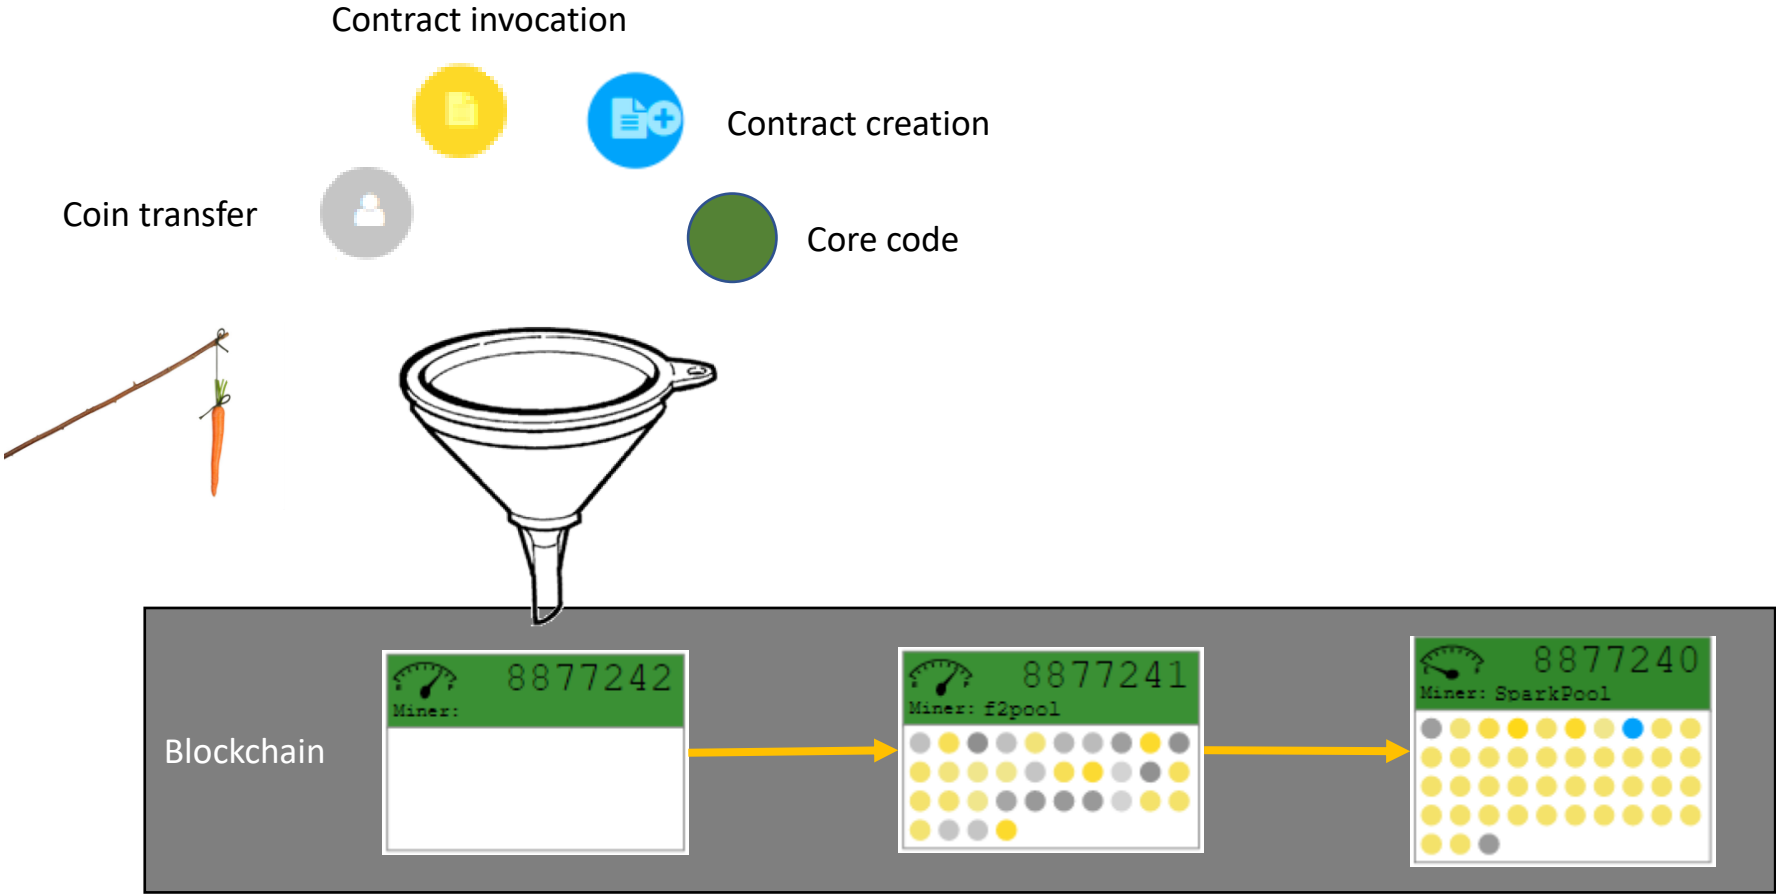 Contract invocation
Contract creation
Coin transfer
Core code
Blockchain
8877242
Miner:
8877241
Miner: f2pool
8877240
Miner: SparkPool